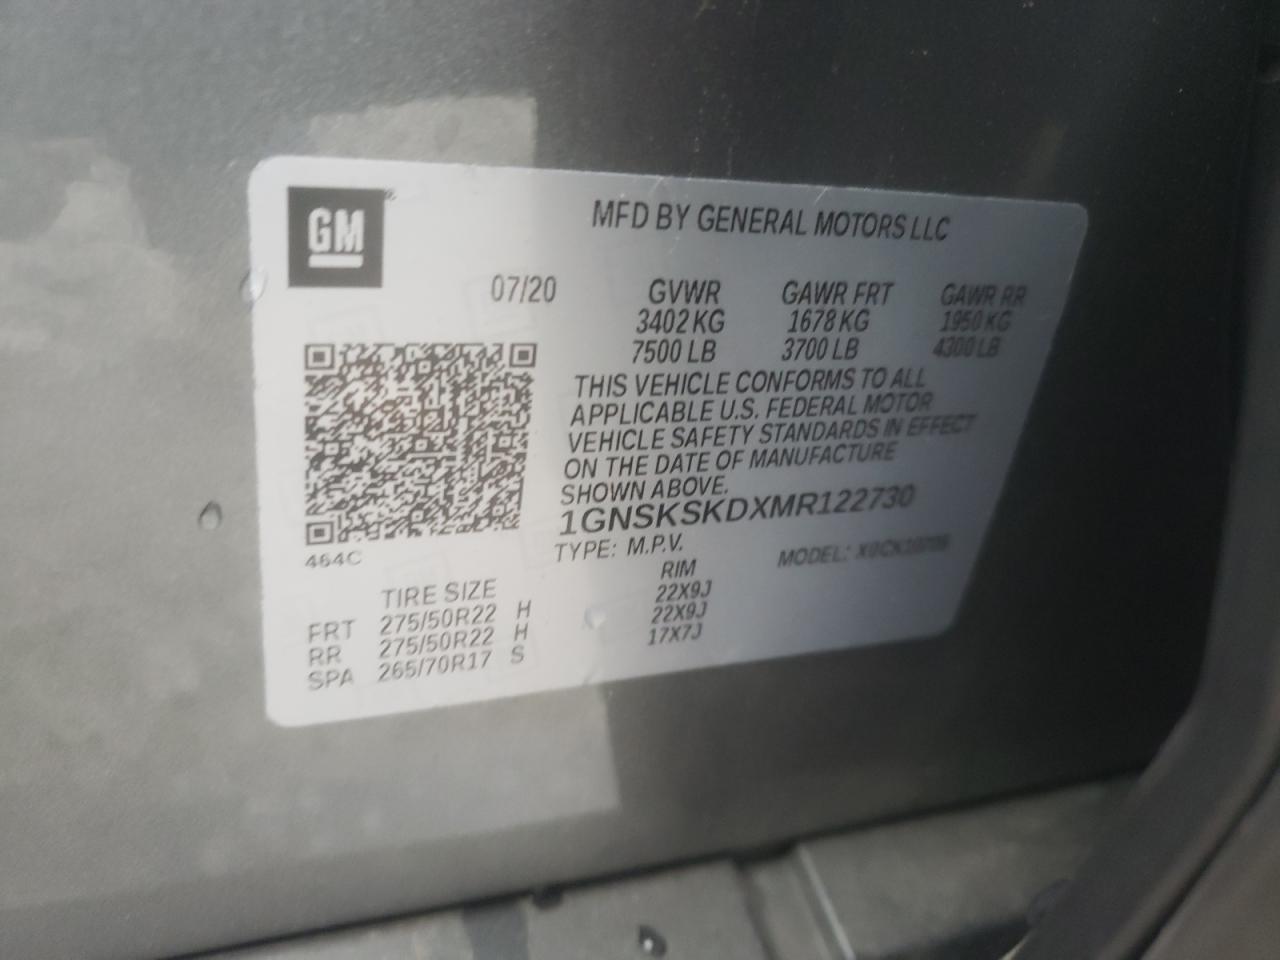 GM
MFD BY GENERAL MOTORS LLC
07/20 GVWR GAWR FRT GAWR RR
3402 KG 1678 KG 1950 KG
7500 LB 3700 LB 4300 LB
THIS VEHICLE CONFORMS TO ALL
APPLICABLE U.S. FEDERAL MOTOR
VEHICLE SAFETY STANDARDS IN EFFECT
ON THE DATE OF MANUFACTURE
SHOWN ABOVE.
1GNSKSKDXMR122730
464C
TYPE: M.P.V. MODEL:
TIRE SIZE RIM
FRT 275/50R22 H 22X9J
RR 275/50R22 H 22X9J
SPA 265/70R17 S 17X7J